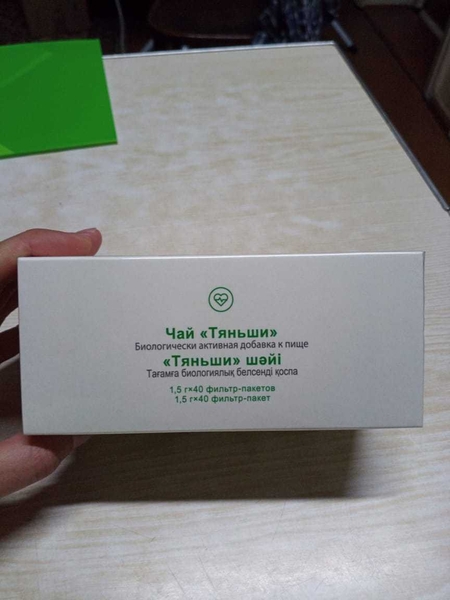 Чай «Тяньши»
Биологически активная добавка к пище
«Тяньши» шәйі
Тағамға биологиялық белсенді қоспа
1,5 г×40 фильтр-пакетов
1,5 г×40 фильтр-пакет